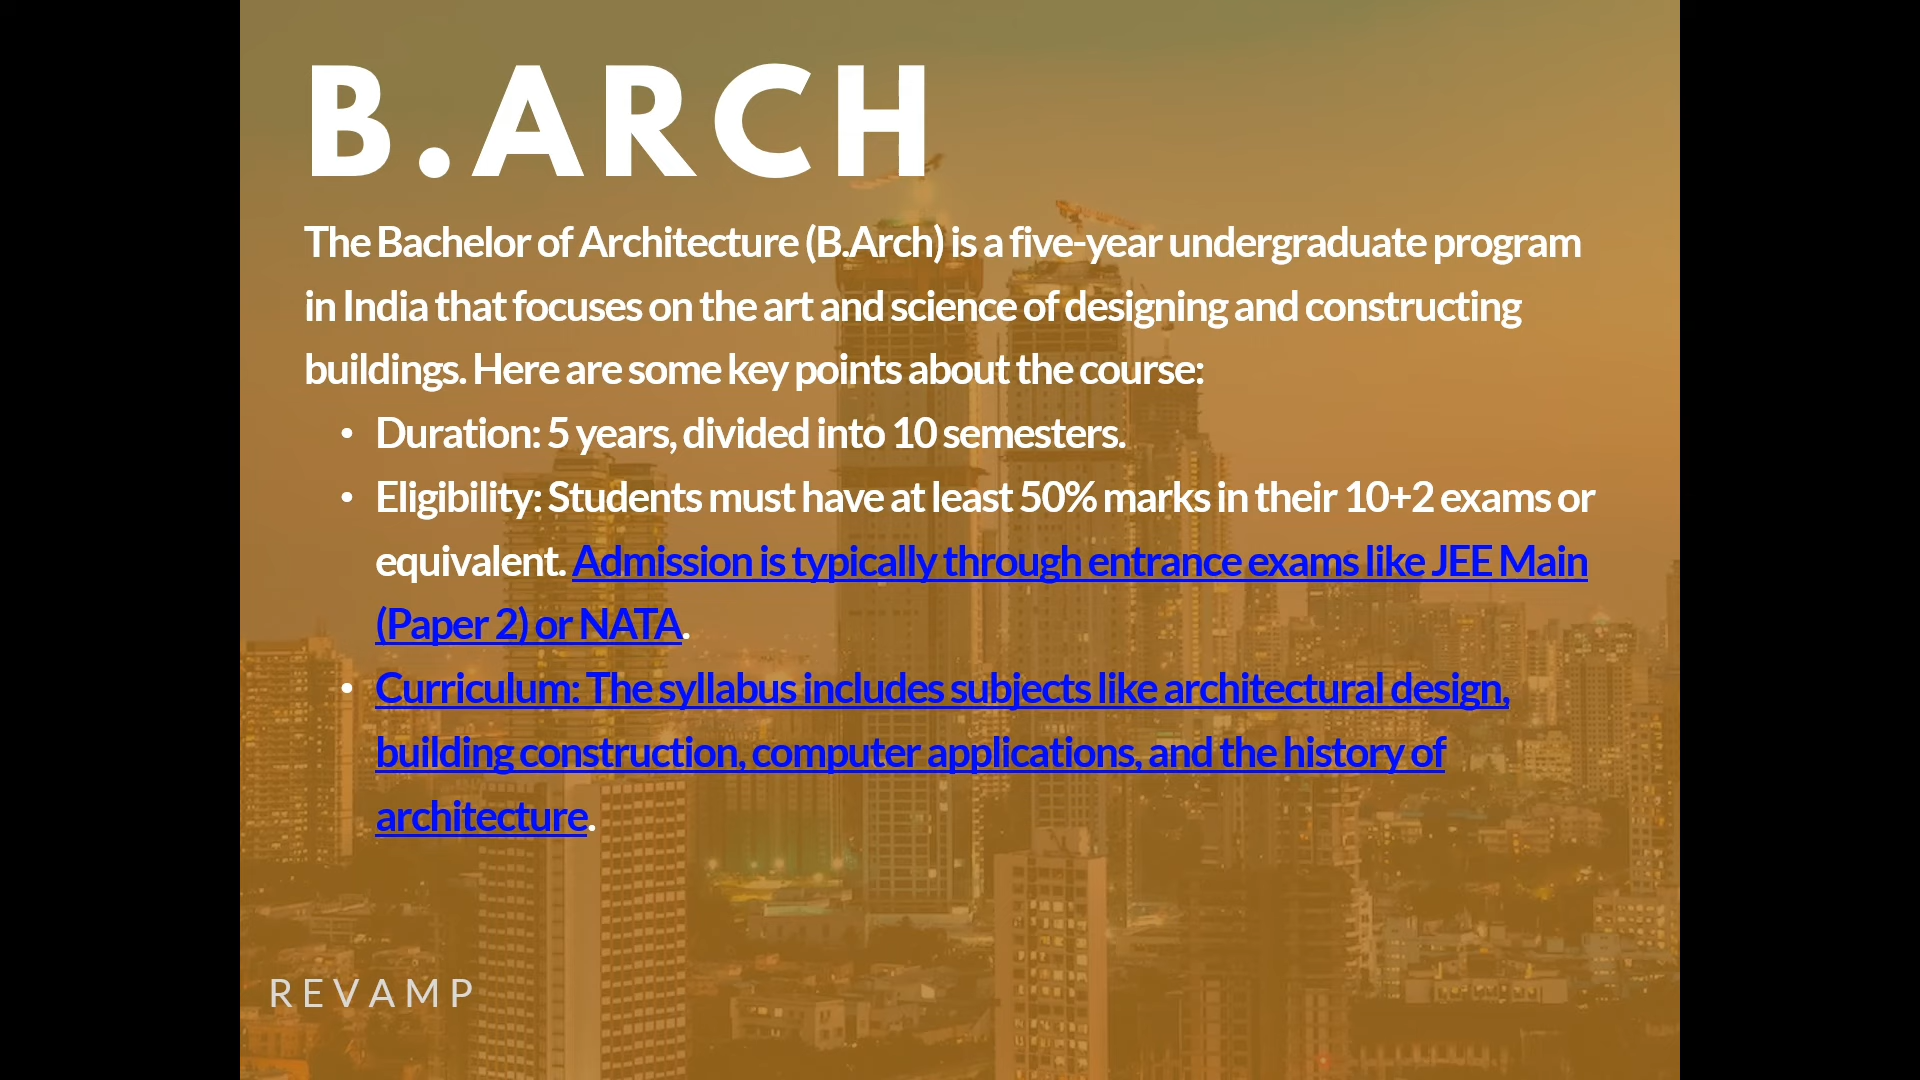 B.ARCH
The Bachelor of Architecture (B.Arch) is a five-year undergraduate program
in India that focuses on the art and science of designing and constructing
buildings. Here are some key points about the course:
• Duration: 5 years, divided into 10 semesters.
• Eligibility: Students must have at least 50% marks in their 10+2 exams or
equivalent. Admission is typically through entrance exams like JEE Main
(Paper 2) or NATA.
• Curriculum: The syllabus includes subjects like architectural design,
building construction, computer applications, and the history of
architecture.
REVAMP